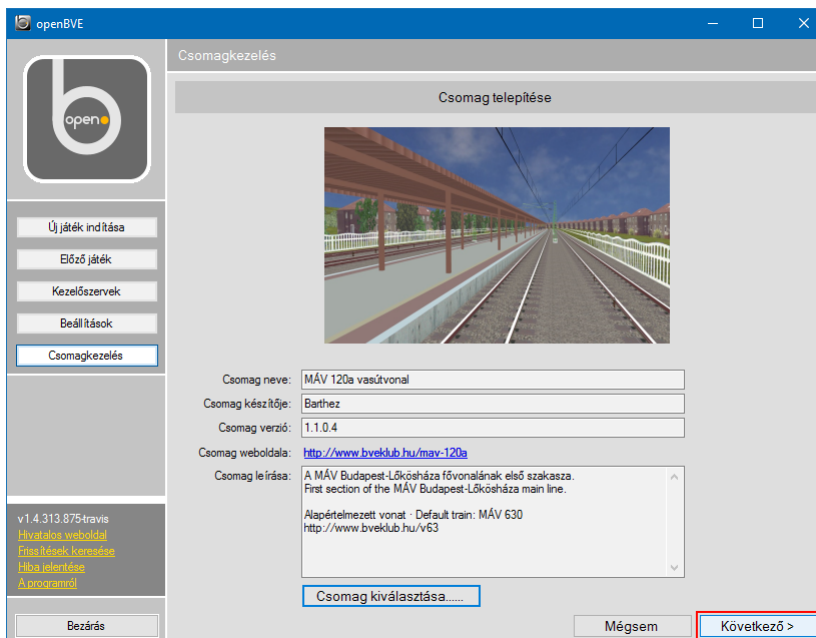 openBVE
Csomagkezelés
Csomag telepítése
open
Új játék indítása
Előző játék
Kezelőszervek
Beállítások
Csomagkezelés
Csomag neve: MÁV 120a vasútvonal
Csomag készítője: Barthez
Csomag verzió: 1.1.0.4
Csomag weboldala: http://www.bveklub.hu/mav-120a
Csomag leírása: A MÁV Budapest-Lőkösháza fővonalának első szakasza.
First section of the MÁV Budapest-Lőkösháza main line.
Alapértelmezett vonat · Default train: MÁV 630
http://www.bveklub.hu/v63
v1.4.313.875-travis
Hivatalos weboldal
Frissítések keresése
Hiba jelentése
A programról
Csomag kiválasztása......
Bezárás
Mégsem
Következő >